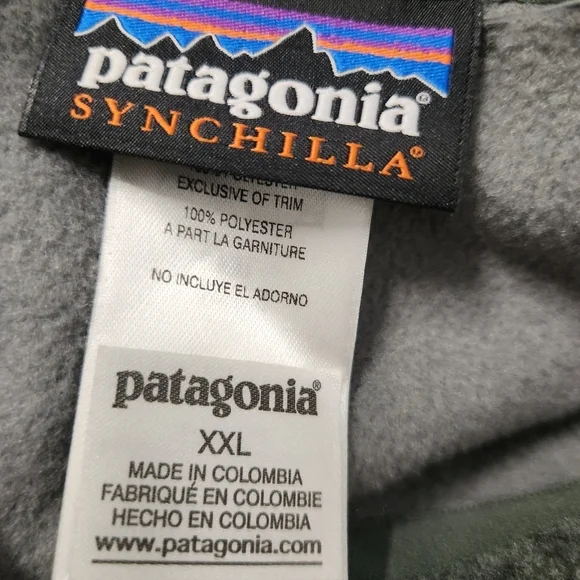 patagonia®
SYNCHILLA®
EXCLUSIVE OF TRIM
100% POLYESTER
A PART LA GARNITURE
NO INCLUYE EL ADORNO
patagonia®
XXL
MADE IN COLOMBIA
FABRIQUÉ EN COLOMBIE
HECHO EN COLOMBIA
www.patagonia.com